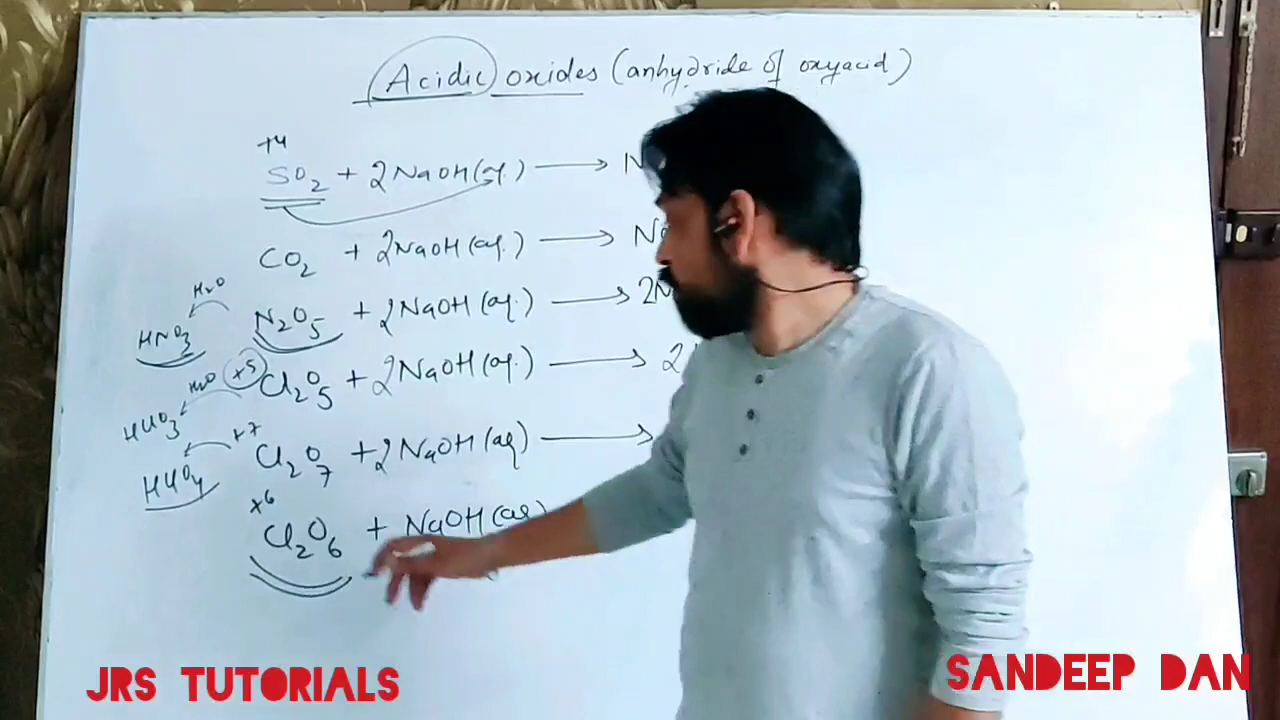 Acidic oxides (anhydride of oxyacid)
+4
SO2 + 2NaOH(aq.) ⟶ N
CO2 + 2NaOH(aq.) ⟶ Na
H2O
HNO3 N2O5 + 2NaOH(aq.) ⟶ 2N
H2O +5 Cl2O5 + 2NaOH(aq.) ⟶ 2
HClO3
+7
HClO4 Cl2O7 + 2NaOH(aq) ⟶
+6
Cl2O6 + NaOH(aq)
JRS TUTORIALS
SANDEEP DAN